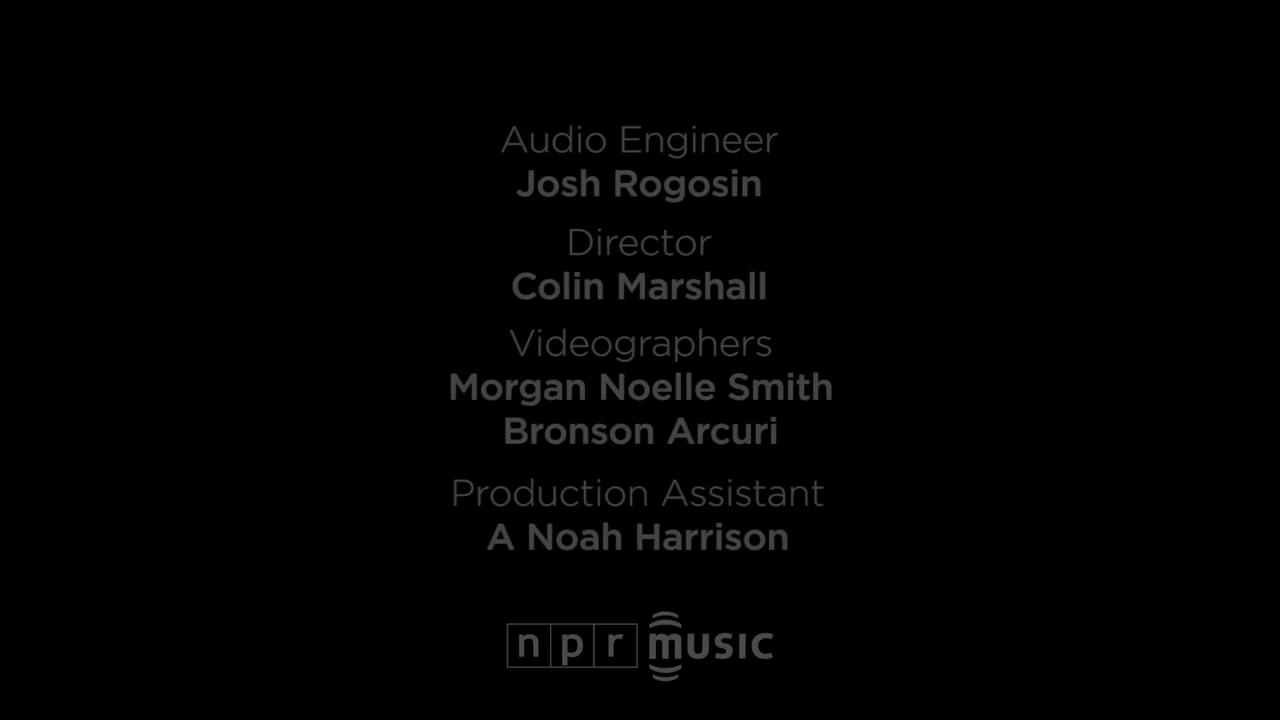 Audio Engineer
Josh Rogosin
Director
Colin Marshall
Videographers
Morgan Noelle Smith
Bronson Arcuri
Production Assistant
A Noah Harrison
npr music